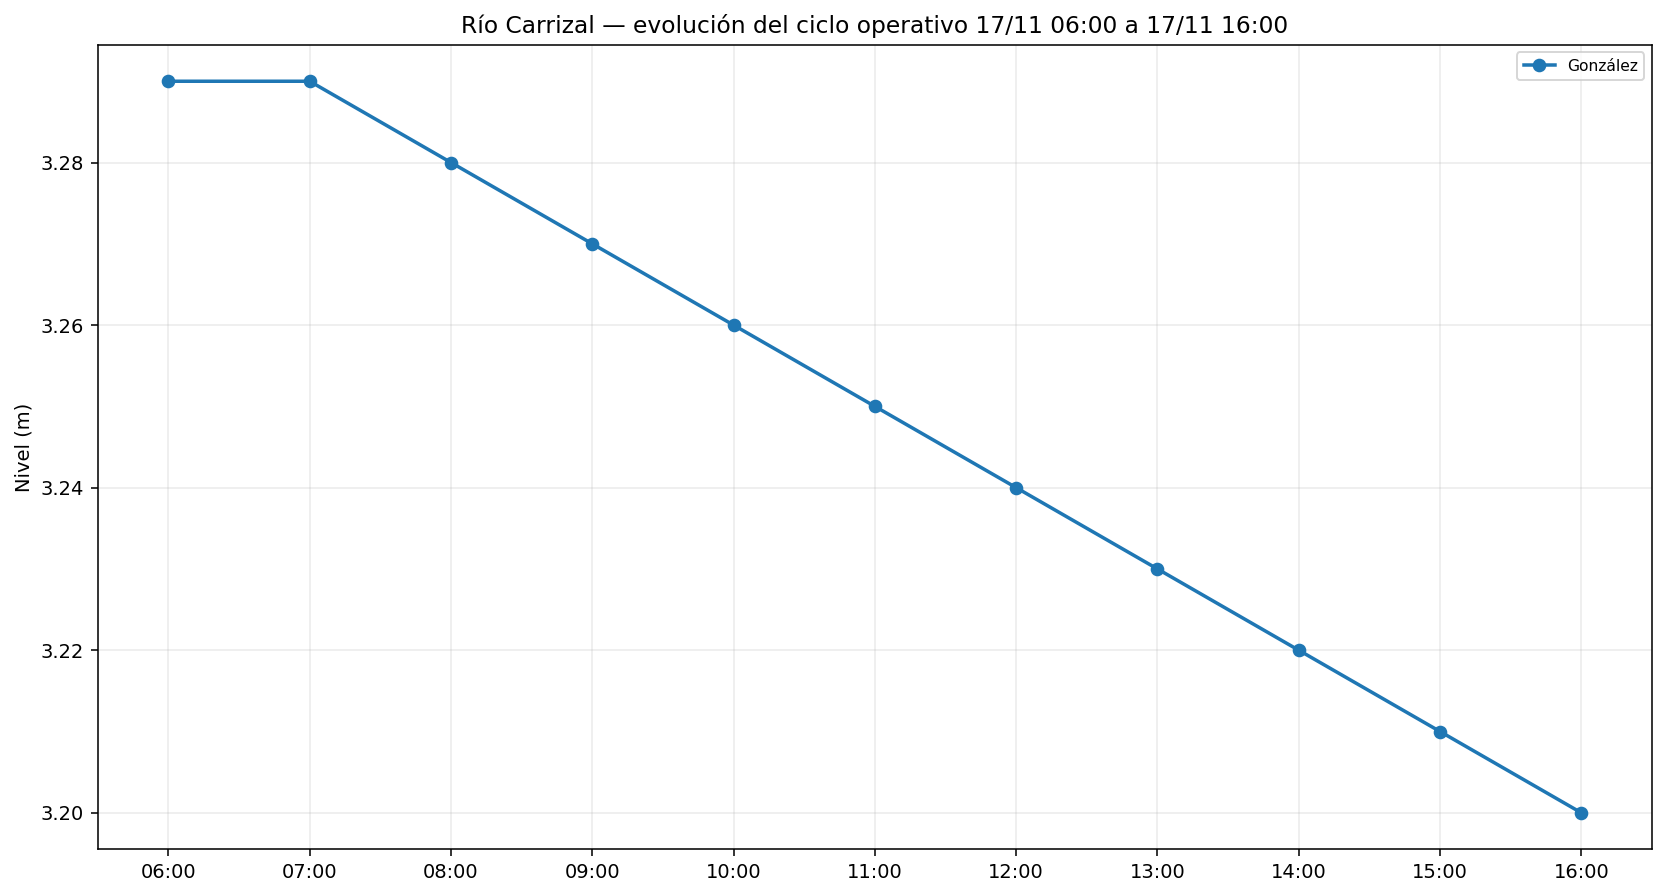 Río Carrizal — evolución del ciclo operativo 17/11 06:00 a 17/11 16:00
González
Nivel (m)
3.28
3.26
3.24
3.22
3.20
06:00 07:00 08:00 09:00 10:00 11:00 12:00 13:00 14:00 15:00 16:00